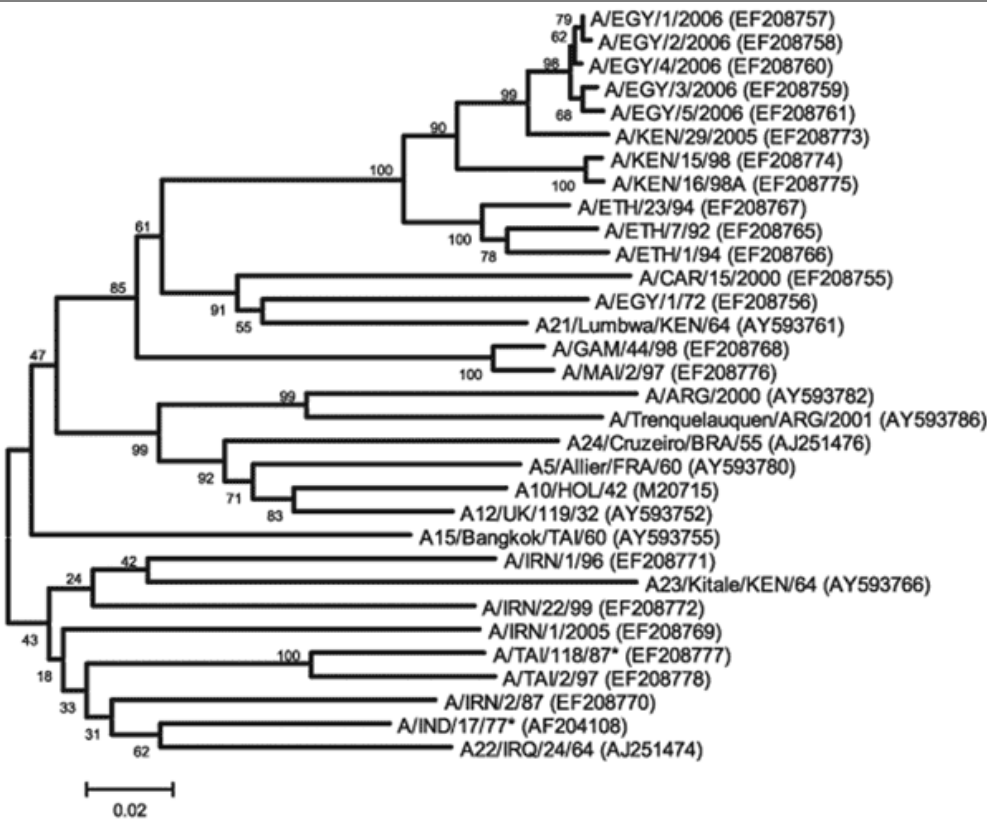 79 A/EGY/1/2006 (EF208757)
62 A/EGY/2/2006 (EF208758)
98 A/EGY/4/2006 (EF208760)
A/EGY/3/2006 (EF208759)
99
68 A/EGY/5/2006 (EF208761)
90 A/KEN/29/2005 (EF208773)
A/KEN/15/98 (EF208774)
100
100 A/KEN/16/98A (EF208775)
A/ETH/23/94 (EF208767)
61 A/ETH/7/92 (EF208765)
100
78 A/ETH/1/94 (EF208766)
A/CAR/15/2000 (EF208755)
85 A/EGY/1/72 (EF208756)
91
55 A21/Lumbwa/KEN/64 (AY593761)
A/GAM/44/98 (EF208768)
47
100 A/MAI/2/97 (EF208776)
99 A/ARG/2000 (AY593782)
A/Trenquelauquen/ARG/2001 (AY593786)
99 A24/Cruzeiro/BRA/55 (AJ251476)
92 A5/Allier/FRA/60 (AY593780)
71 A10/HOL/42 (M20715)
83 A12/UK/119/32 (AY593752)
A15/Bangkok/TAI/60 (AY593755)
42 A/IRN/1/96 (EF208771)
24 A23/Kitale/KEN/64 (AY593766)
A/IRN/22/99 (EF208772)
43 A/IRN/1/2005 (EF208769)
100 A/TAI/118/87* (EF208777)
18 A/TAI/2/97 (EF208778)
33 A/IRN/2/87 (EF208770)
31 A/IND/17/77* (AF204108)
62 A22/IRQ/24/64 (AJ251474)
0.02